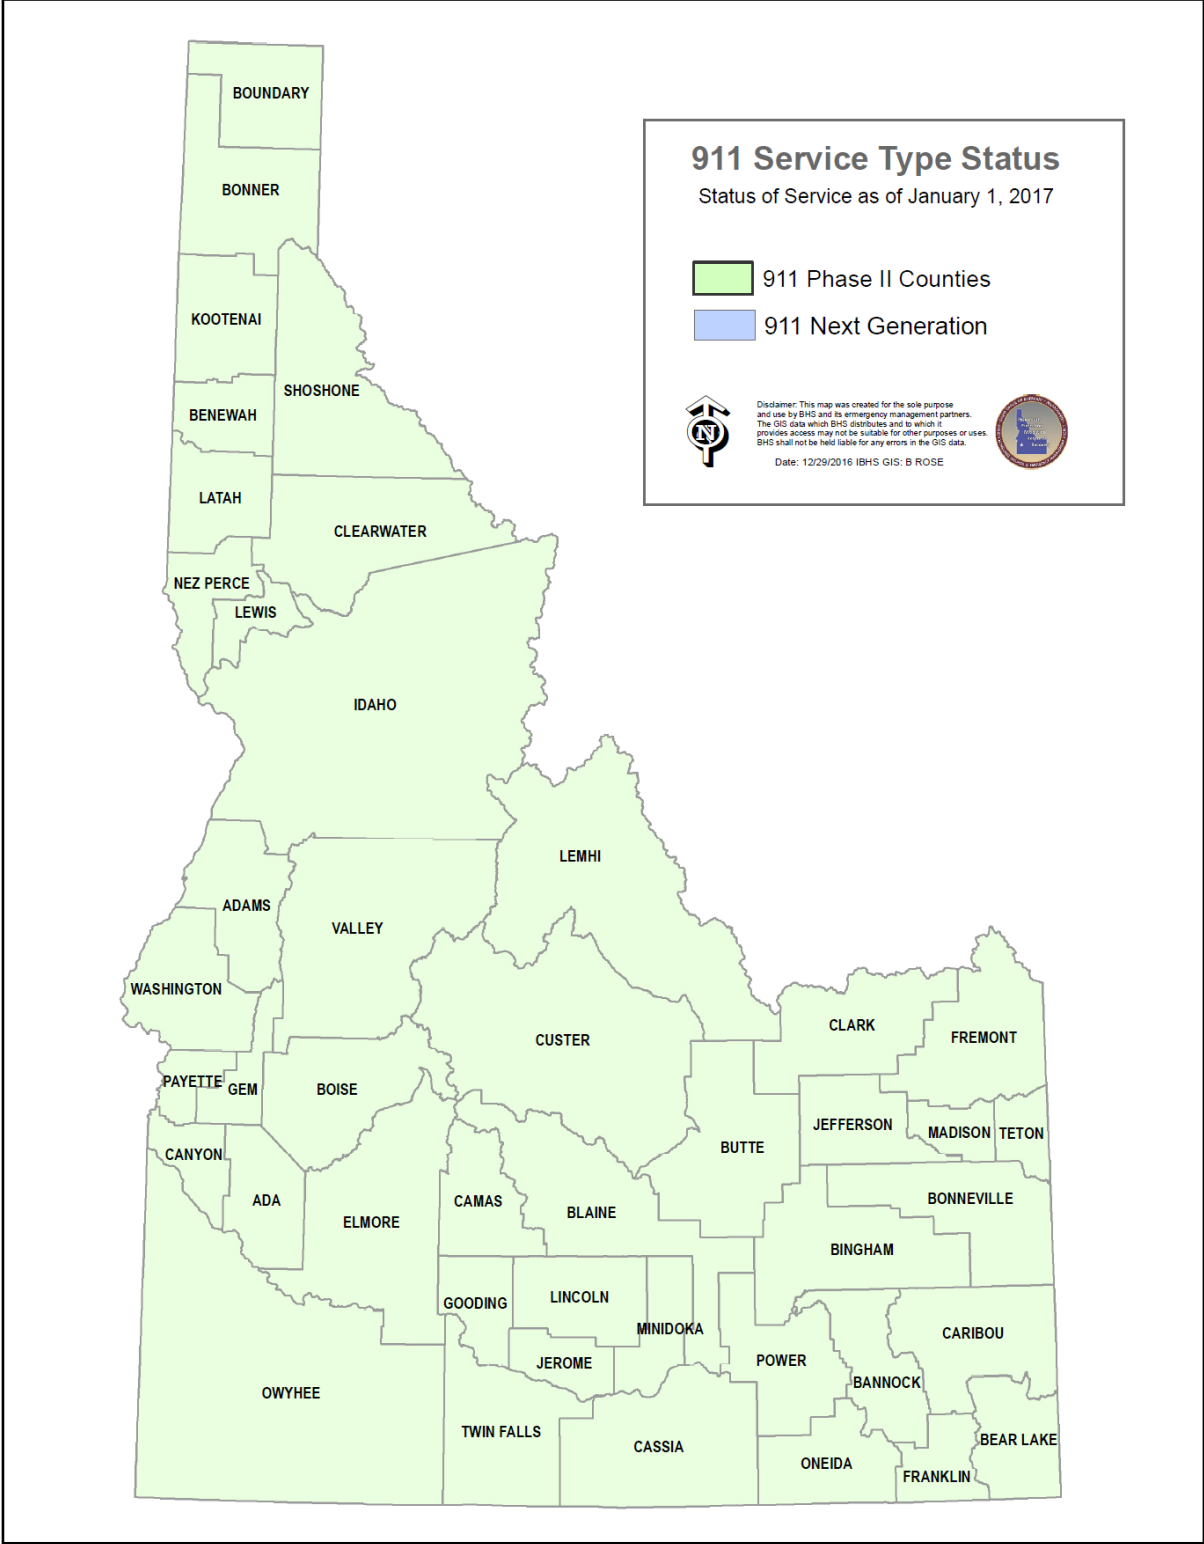 BOUNDARY
BONNER
KOOTENAI
SHOSHONE
BENEWAH
LATAH
CLEARWATER
NEZ PERCE
LEWIS
IDAHO
LEMHI
ADAMS
VALLEY
WASHINGTON
CUSTER
CLARK
FREMONT
PAYETTE
GEM
BOISE
JEFFERSON
MADISON
TETON
BUTTE
CANYON
ADA
CAMAS
BONNEVILLE
ELMORE
BLAINE
BINGHAM
GOODING
LINCOLN
MINIDOKA
CARIBOU
JEROME
POWER
BANNOCK
OWYHEE
TWIN FALLS
CASSIA
BEAR LAKE
ONEIDA
FRANKLIN
911 Service Type Status
Status of Service as of January 1, 2017
911 Phase II Counties
911 Next Generation
N
Disclaimer: This map was created for the sole purpose
and use by BHS and its emergency management partners.
The GIS data which BHS distributes and to which it
provides access may not be suitable for other purposes or uses.
BHS shall not be held liable for any errors in the GIS data.
Date: 12/29/2016 IBHS GIS: B ROSE